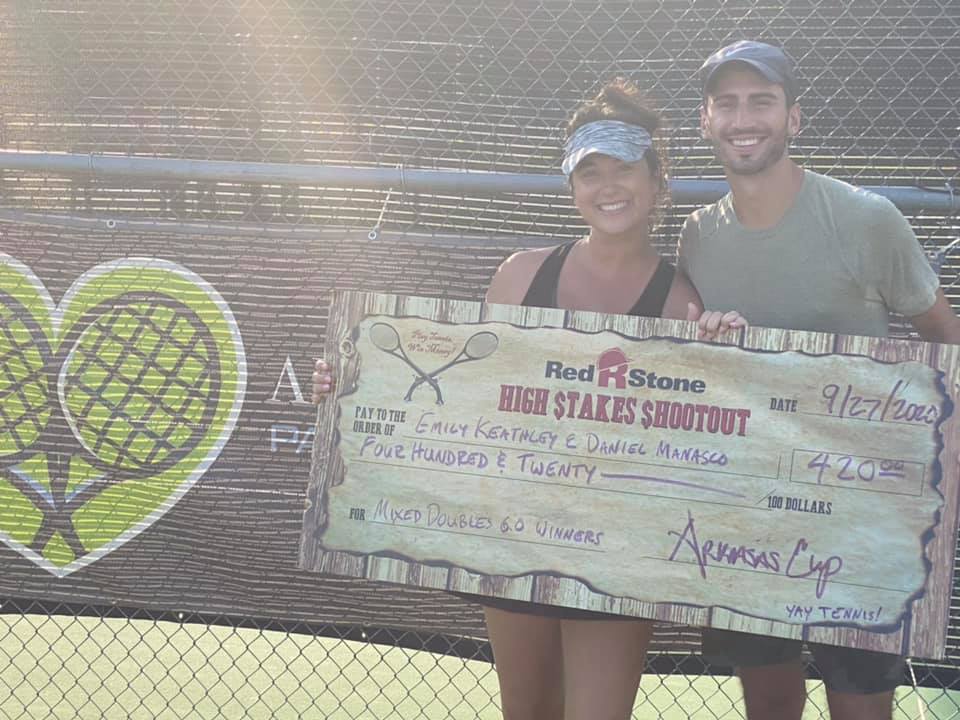 A
PA
Play Tennis,
Win Money!
Red R Stone
HIGH $TAKES $HOOTOUT
DATE 9/27/2020
PAY TO THE
ORDER OF EMILY KEATHLEY & DANIEL MANASCO
420.00
FOUR HUNDRED & TWENTY
/100 DOLLARS
FOR MIXED DOUBLES 6.0 WINNERS
ARKANSAS CUP
YAY TENNIS!